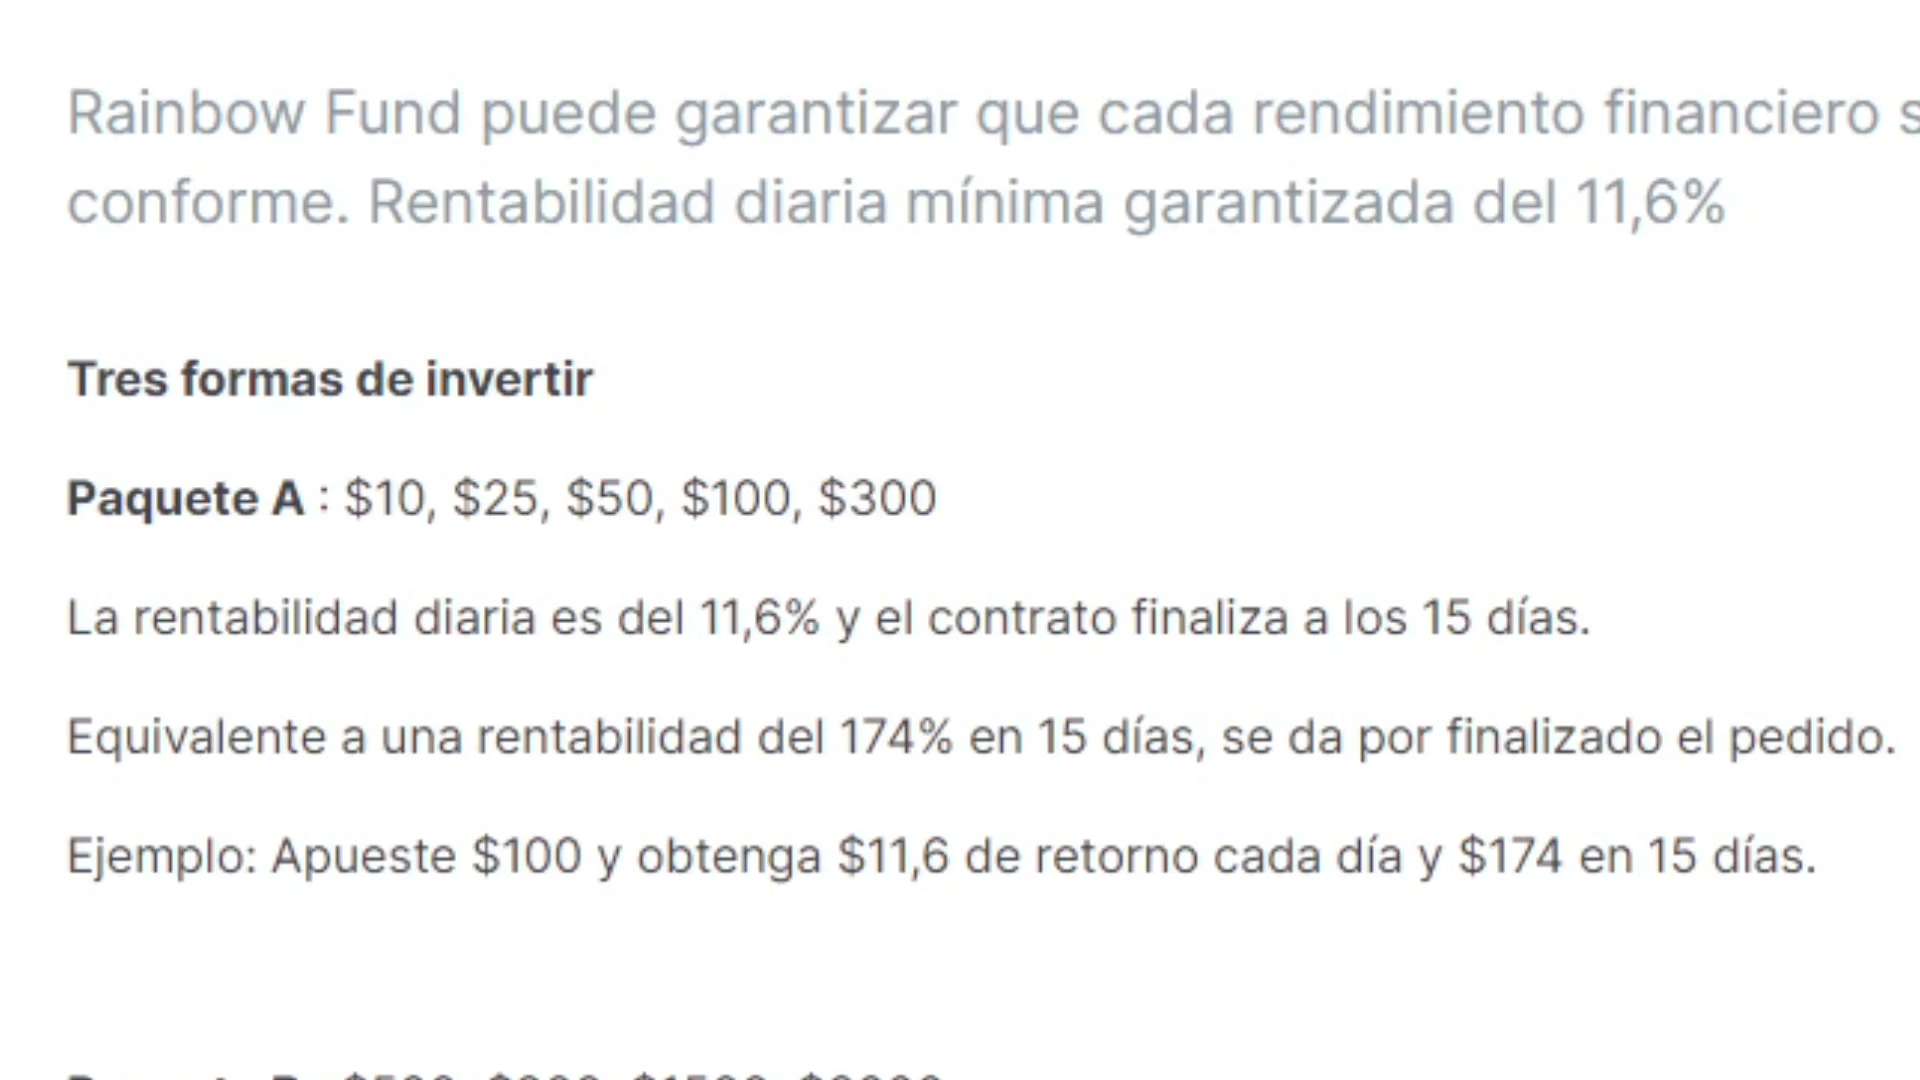 Rainbow Fund puede garantizar que cada rendimiento financiero
conforme. Rentabilidad diaria mínima garantizada del 11,6%
Tres formas de invertir
Paquete A : $10, $25, $50, $100, $300
La rentabilidad diaria es del 11,6% y el contrato finaliza a los 15 días.
Equivalente a una rentabilidad del 174% en 15 días, se da por finalizado el pedido.
Ejemplo: Apueste $100 y obtenga $11,6 de retorno cada día y $174 en 15 días.